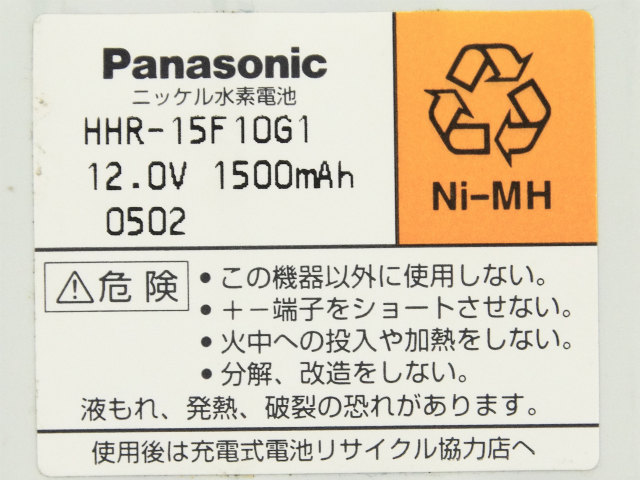 Panasonic
ニッケル水素電池
HHR-15F10G1
12.0V 1500mAh
0502
Ni-MH
危険
• この機器以外に使用しない。
• +-端子をショートさせない。
• 火中への投入や加熱をしない。
• 分解、改造をしない。
液もれ、発熱、破裂の恐れがあります。
使用後は充電式電池リサイクル協力店へ